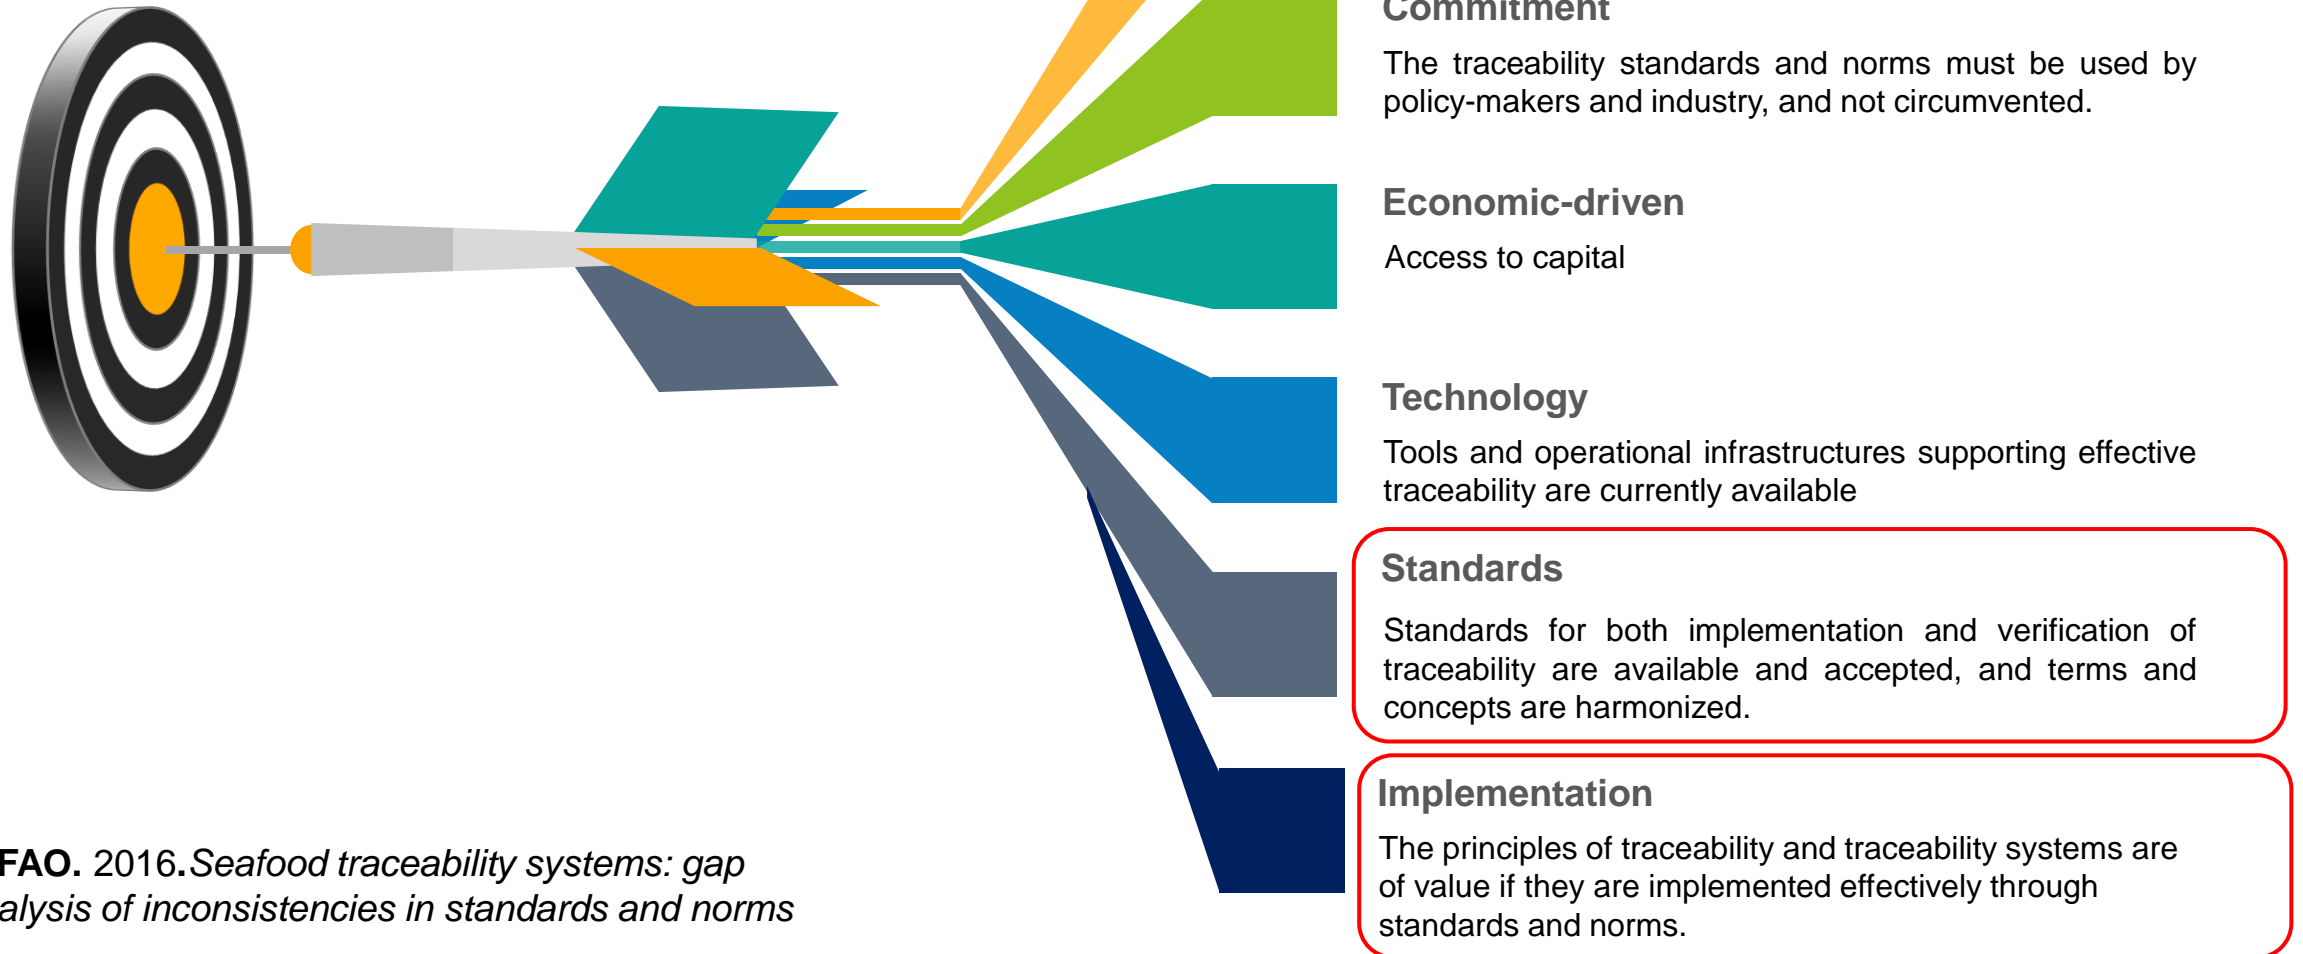 Commitment
The traceability standards and norms must be used by
policy-makers and industry, and not circumvented.
Economic-driven
Access to capital
Technology
Tools and operational infrastructures supporting effective
traceability are currently available
Standards
Standards for both implementation and verification of
traceability are available and accepted, and terms and
concepts are harmonized.
Implementation
The principles of traceability and traceability systems are
of value if they are implemented effectively through
standards and norms.
FAO. 2016.Seafood traceability systems: gap
alysis of inconsistencies in standards and norms